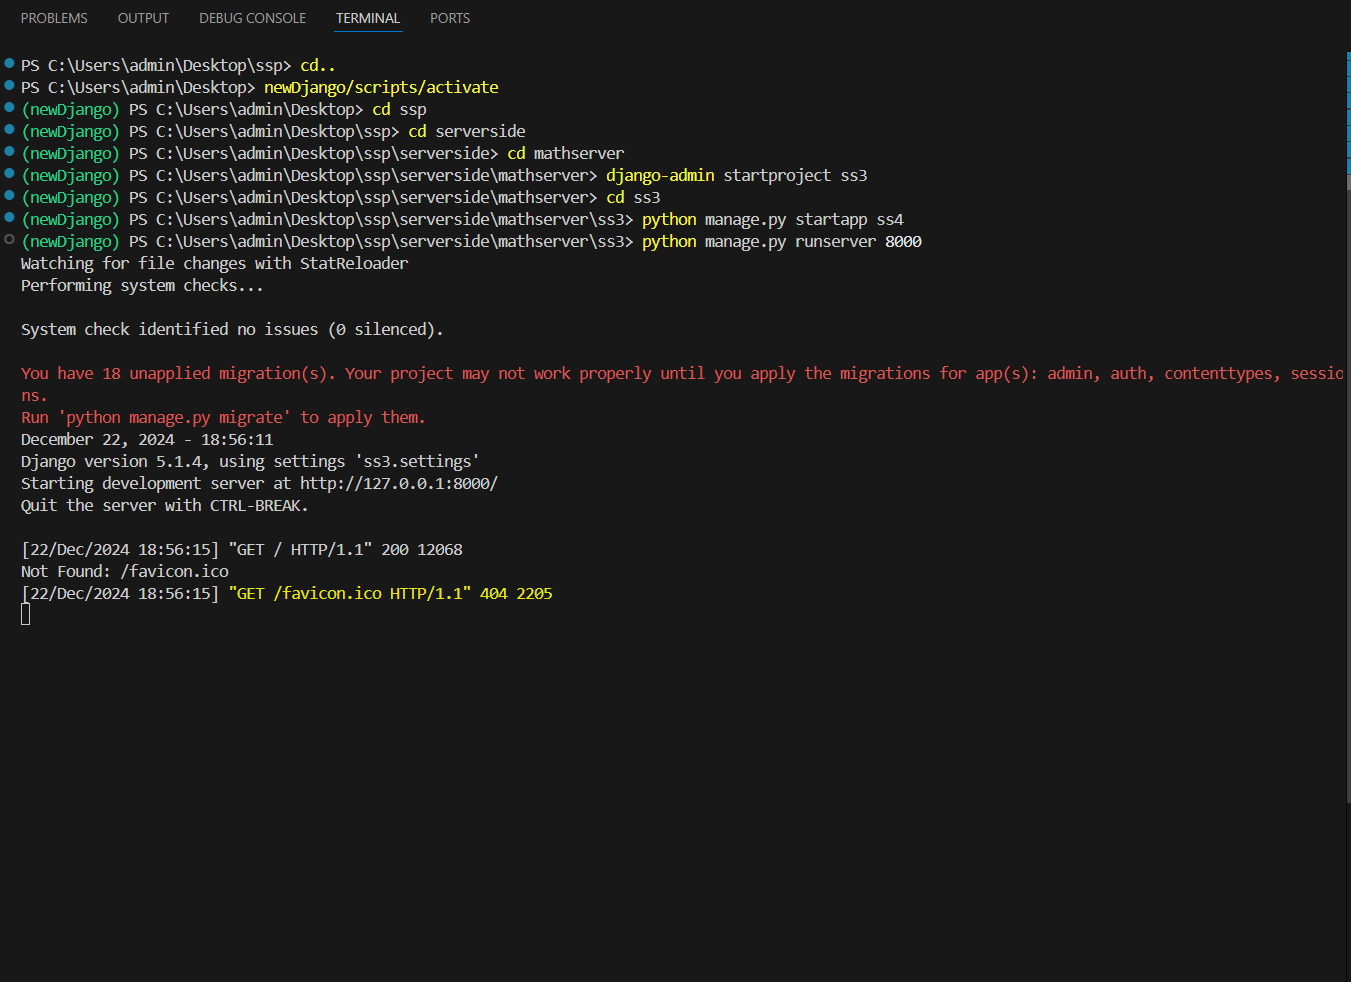 PROBLEMS OUTPUT DEBUG CONSOLE TERMINAL PORTS
PS C:\Users\admin\Desktop\ssp> cd..
PS C:\Users\admin\Desktop> newDjango/scripts/activate
(newDjango) PS C:\Users\admin\Desktop> cd ssp
(newDjango) PS C:\Users\admin\Desktop\ssp> cd serverside
(newDjango) PS C:\Users\admin\Desktop\ssp\serverside> cd mathserver
(newDjango) PS C:\Users\admin\Desktop\ssp\serverside\mathserver> django-admin startproject ss3
(newDjango) PS C:\Users\admin\Desktop\ssp\serverside\mathserver> cd ss3
(newDjango) PS C:\Users\admin\Desktop\ssp\serverside\mathserver\ss3> python manage.py startapp ss4
(newDjango) PS C:\Users\admin\Desktop\ssp\serverside\mathserver\ss3> python manage.py runserver 8000
Watching for file changes with StatReloader
Performing system checks...
System check identified no issues (0 silenced).
You have 18 unapplied migration(s). Your project may not work properly until you apply the migrations for app(s): admin, auth, contenttypes, sessio
ns.
Run 'python manage.py migrate' to apply them.
December 22, 2024 - 18:56:11
Django version 5.1.4, using settings 'ss3.settings'
Starting development server at http://127.0.0.1:8000/
Quit the server with CTRL-BREAK.
[22/Dec/2024 18:56:15] "GET / HTTP/1.1" 200 12068
Not Found: /favicon.ico
[22/Dec/2024 18:56:15] "GET /favicon.ico HTTP/1.1" 404 2205